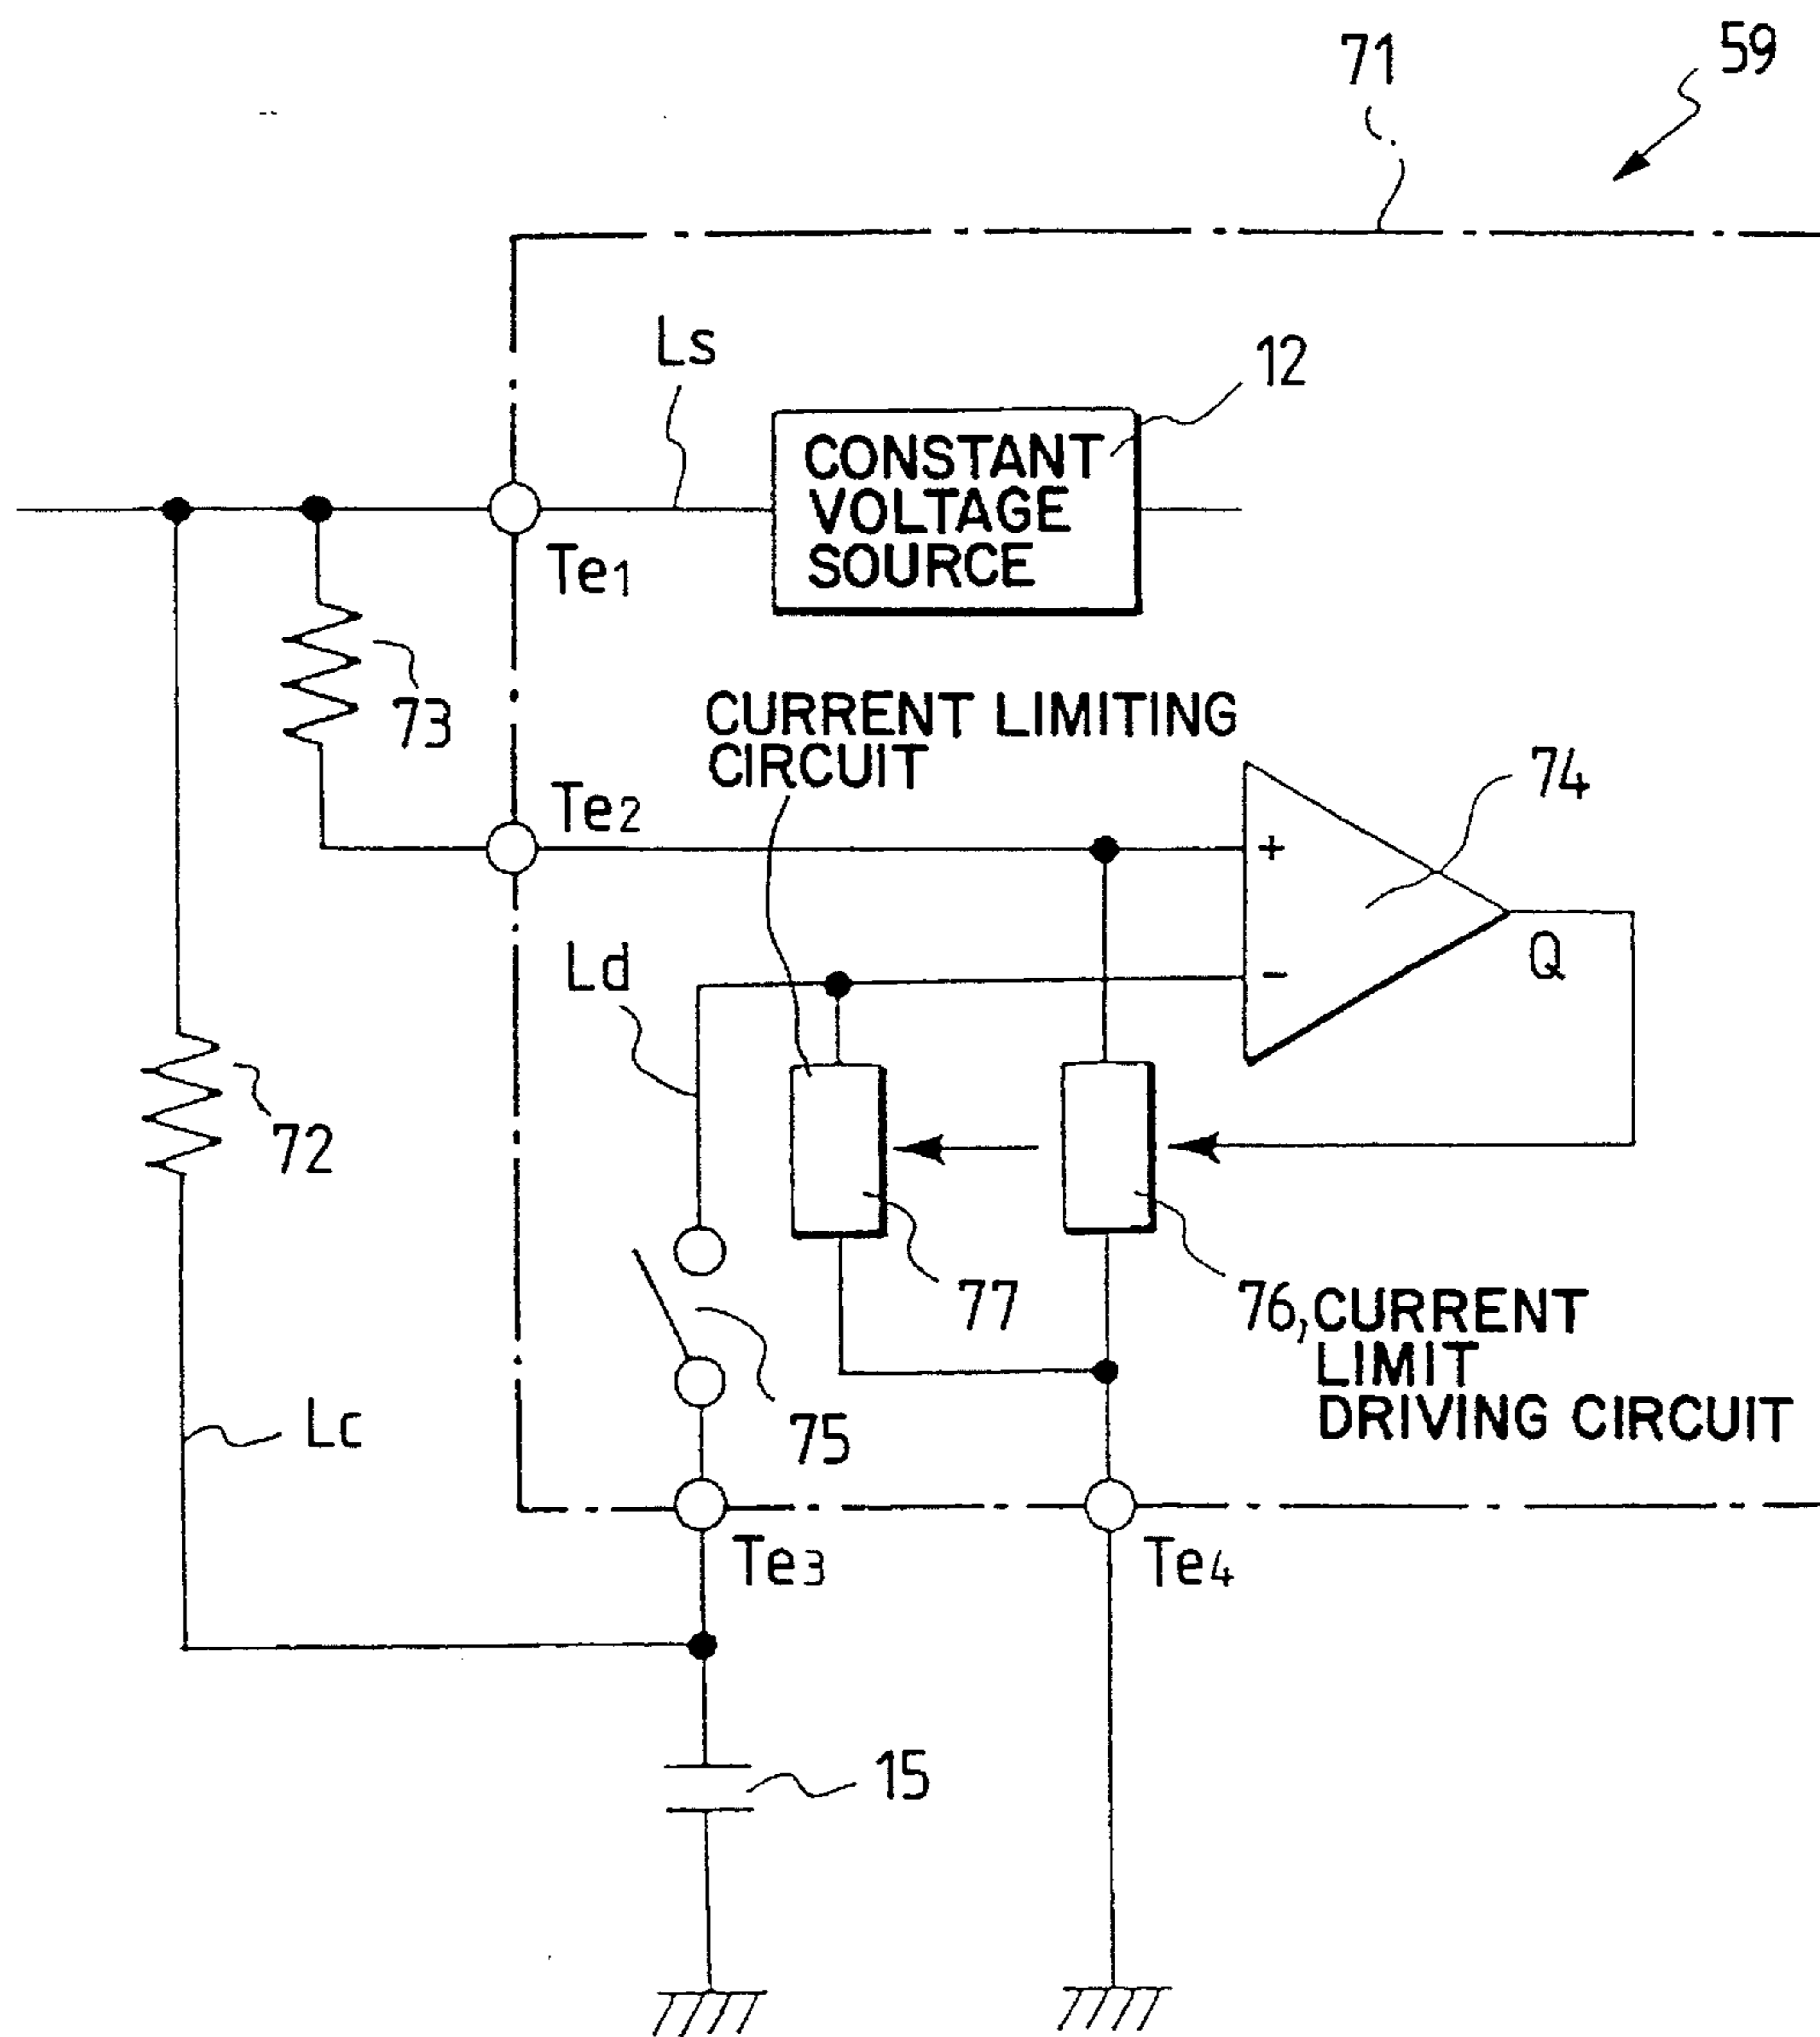 59
71
Ls
12
CONSTANT
VOLTAGE
SOURCE
Te1
73
CURRENT LIMITING
CIRCUIT
Te2
74
+
-
Q
Ld
72
77
76, CURRENT
LIMIT
DRIVING CIRCUIT
75
Lc
Te3
Te4
15